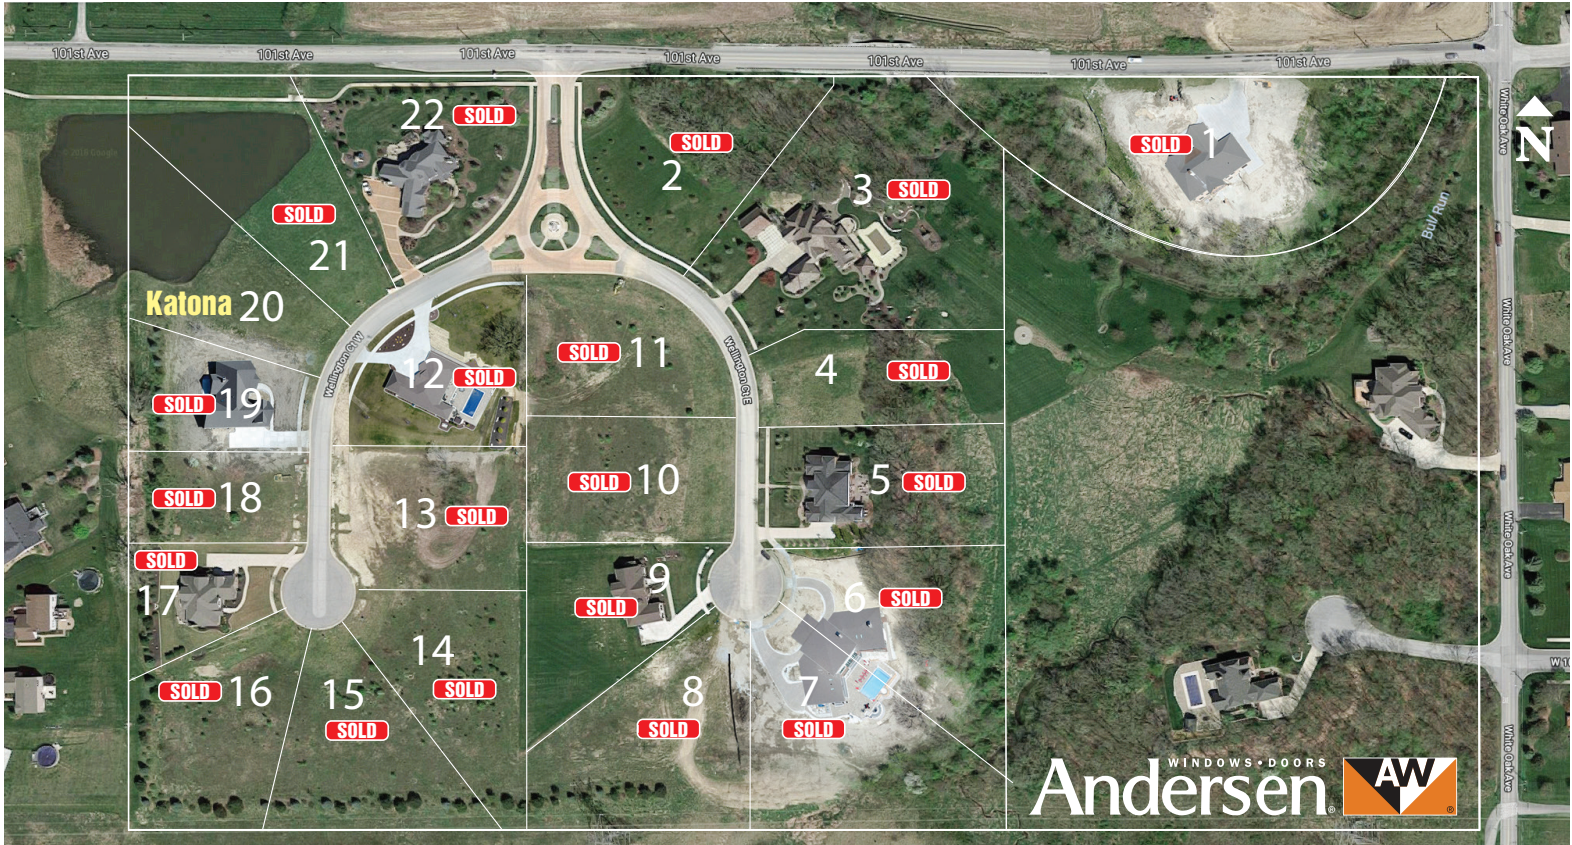 101st Ave
101st Ave
101st Ave
101st Ave
101st Ave
101st Ave
101st Ave
White Oak Ave
N
22 SOLD
SOLD
2
SOLD 1
3 SOLD
SOLD
21
Bull Run
Katona 20
Wellington Ct W
Wellington Ct E
White Oak Ave
SOLD 11
12 SOLD
4 SOLD
SOLD 19
SOLD 10
5 SOLD
SOLD 18
13 SOLD
White Oak Ave
SOLD
17
9
SOLD
6 SOLD
14
SOLD
SOLD 16
15
SOLD
8
SOLD
7
SOLD
W 10
White Oak Ave
WINDOWS • DOORS
Andersen®
AW®